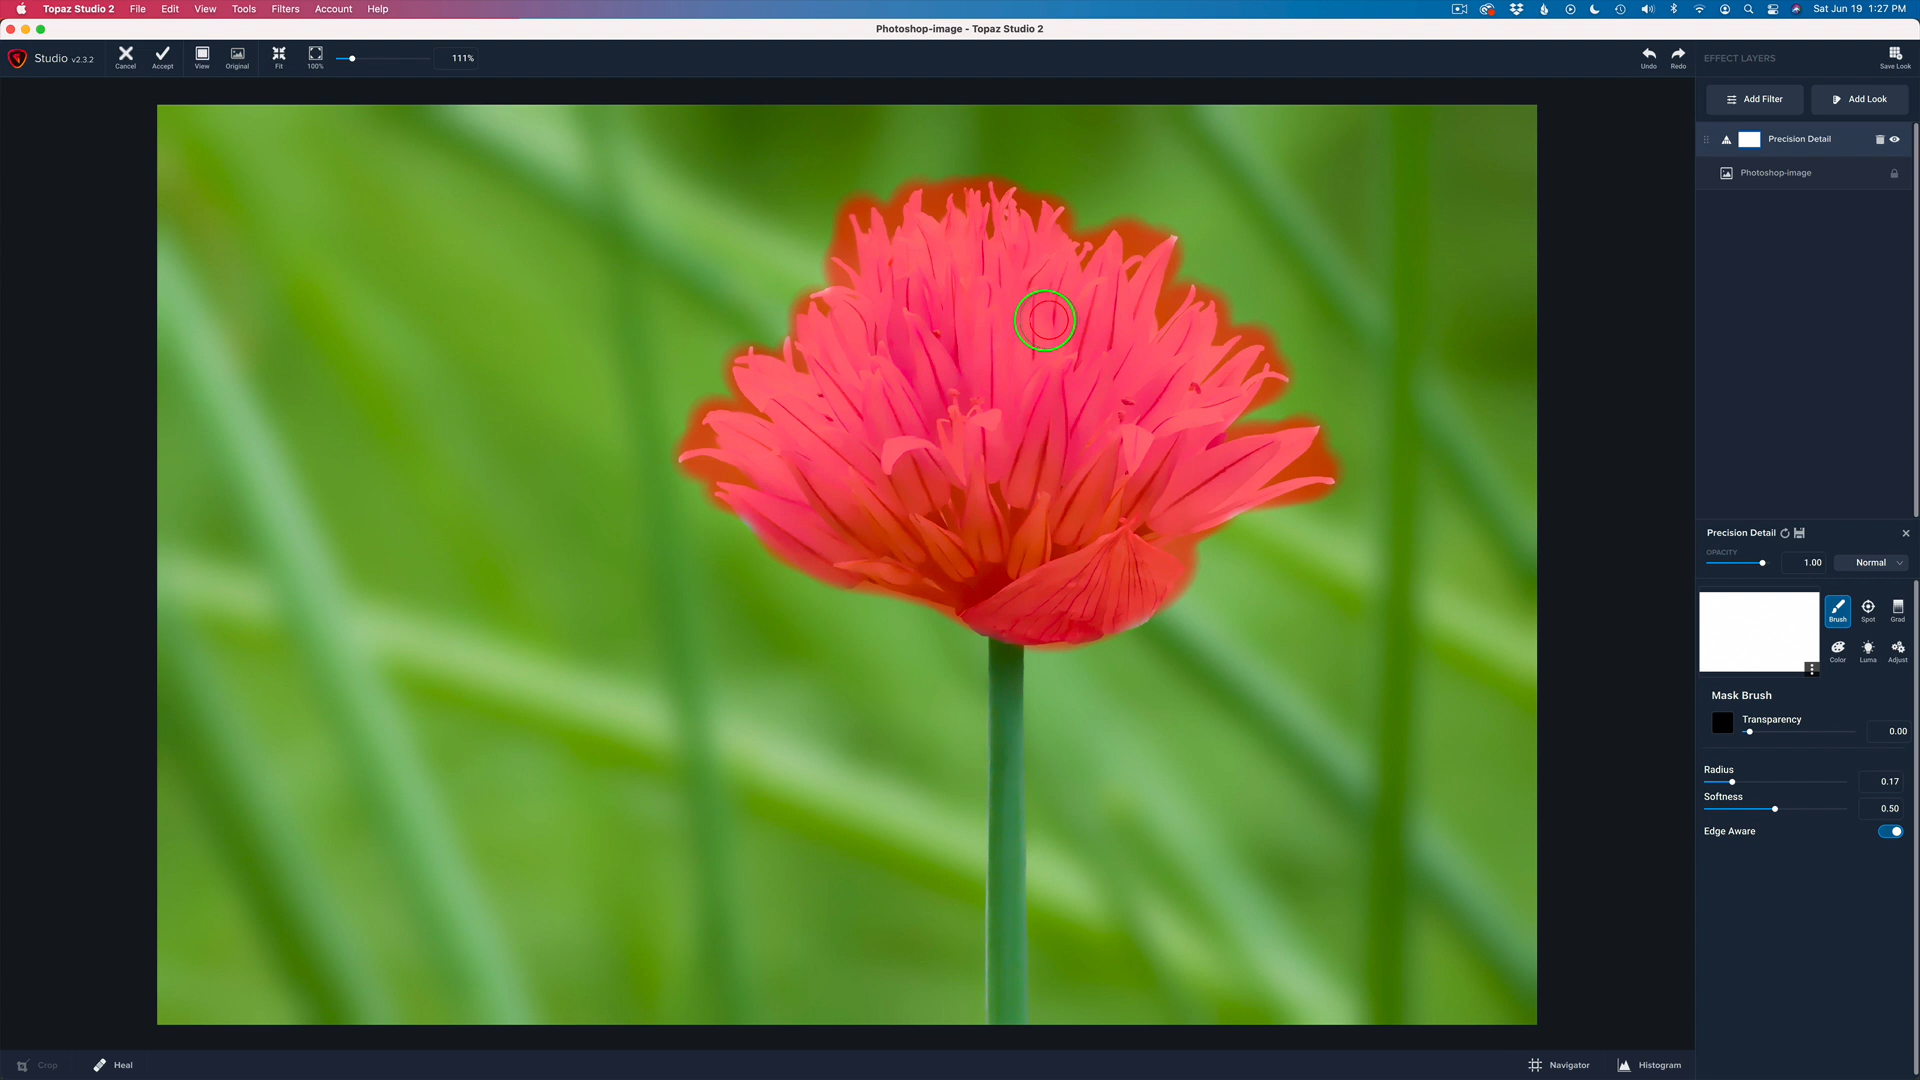 Topaz Studio 2 File Edit View Tools Filters Account Help Sat Jun 19 1:27 PM
Photoshop-image - Topaz Studio 2
Studio v2.3.2 Cancel Accept View Original Fit 100% 111% Undo Redo
EFFECT LAYERS Save Look
Add Filter Add Look
Precision Detail
Photoshop-image
Precision Detail
OPACITY
1.00 Normal
Brush Spot Grad
Color Luma Adjust
Mask Brush
Transparency
0.00
Radius
0.17
Softness
0.50
Edge Aware
Crop Heal Navigator Histogram